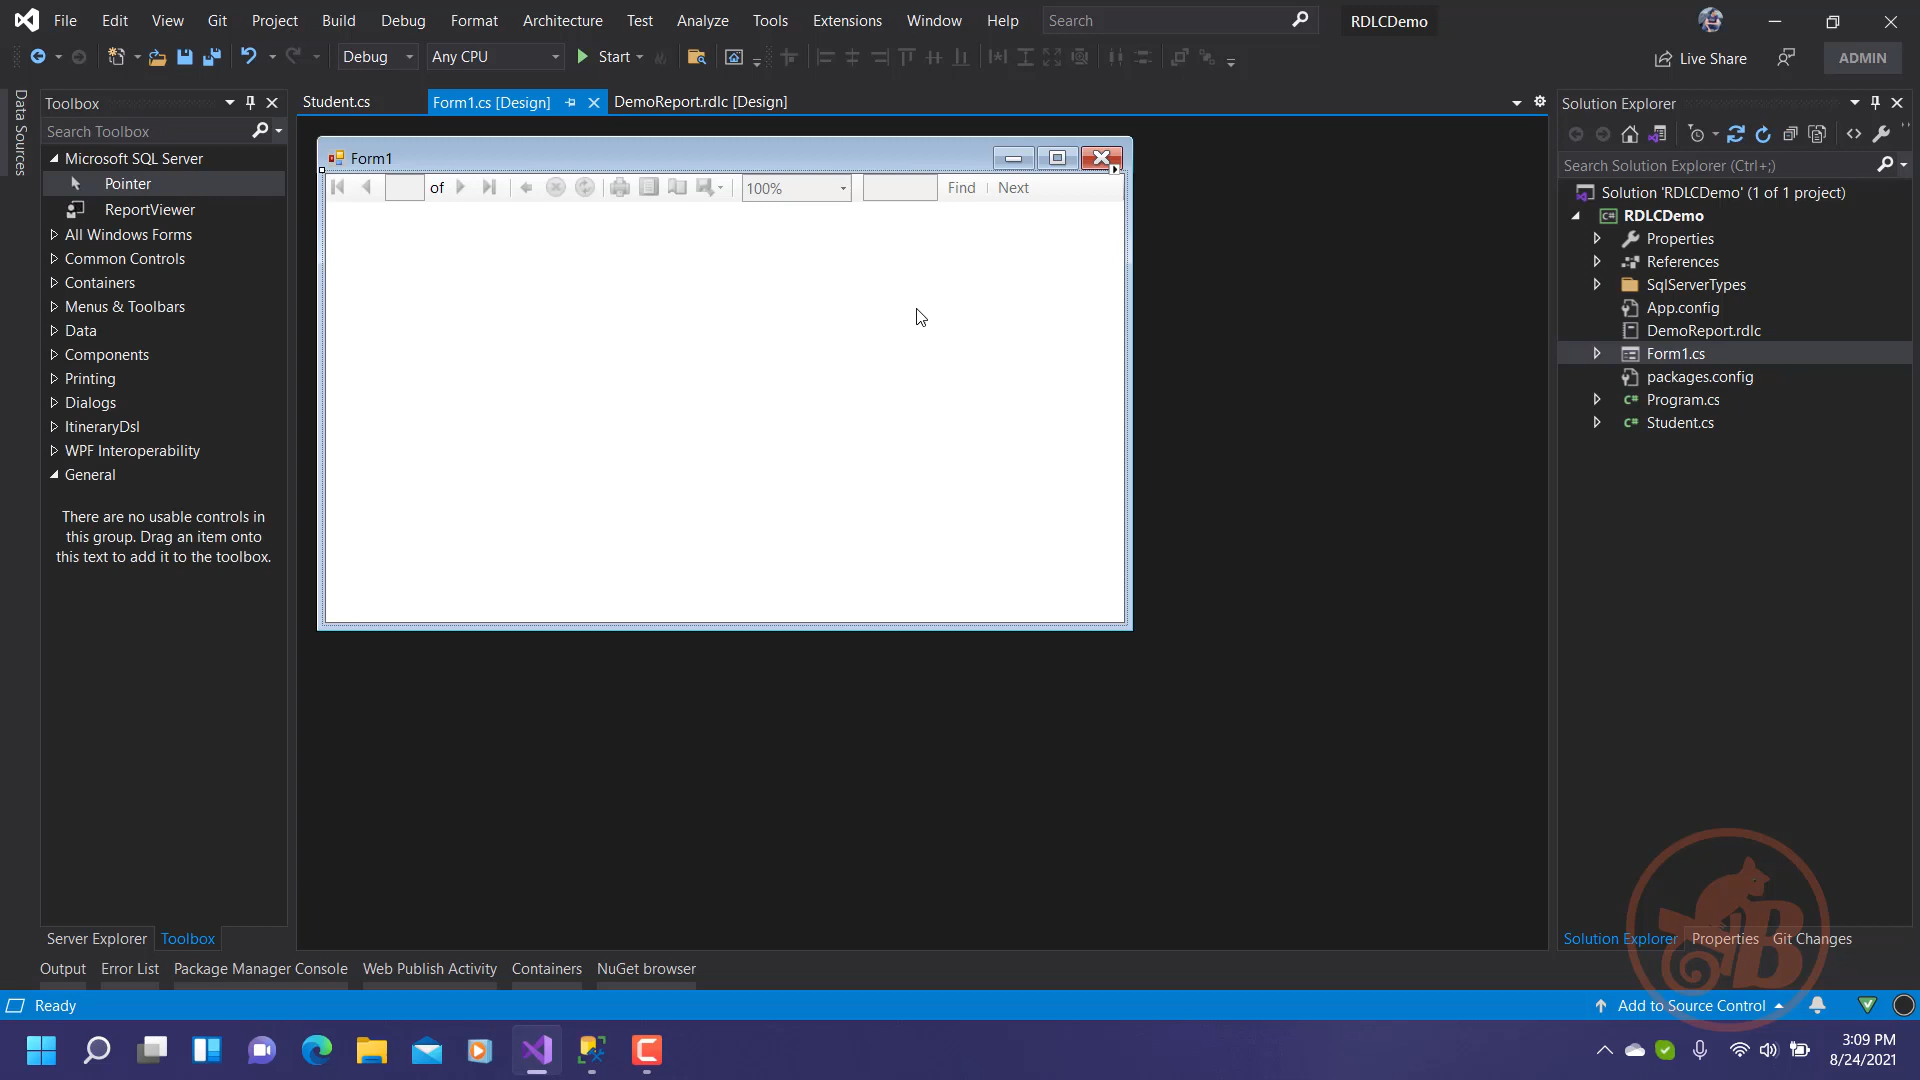 File Edit View Git Project Build Debug Format Architecture Test Analyze Tools Extensions Window Help Search RDLCDemo
Debug Any CPU Start Live Share ADMIN
Data Sources
Toolbox
Search Toolbox
Microsoft SQL Server
Pointer
ReportViewer
All Windows Forms
Common Controls
Containers
Menus & Toolbars
Data
Components
Printing
Dialogs
ItineraryDsl
WPF Interoperability
General
There are no usable controls in
this group. Drag an item onto
this text to add it to the toolbox.
Server Explorer Toolbox
Student.cs Form1.cs [Design] DemoReport.rdlc [Design]
Form1
of 100% Find Next
Solution Explorer
Search Solution Explorer (Ctrl+;)
Solution 'RDLCDemo' (1 of 1 project)
C# RDLCDemo
Properties
References
SqlServerTypes
App.config
DemoReport.rdlc
Form1.cs
packages.config
C# Program.cs
C# Student.cs
Solution Explorer Properties Git Changes
B
Output Error List Package Manager Console Web Publish Activity Containers NuGet browser
Ready Add to Source Control
3:09 PM
8/24/2021